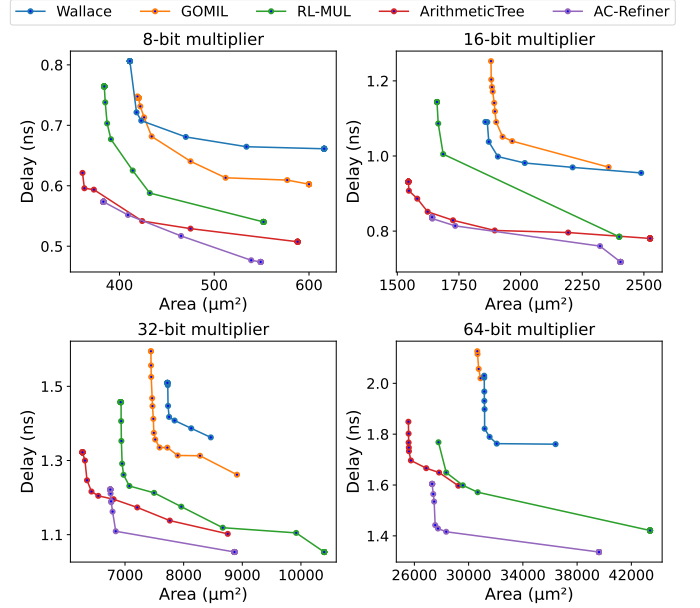 Wallace GOMIL RL-MUL ArithmeticTree AC-Refiner
8-bit multiplier
Delay (ns)
0.8
0.7
0.6
0.5
400 500 600
Area (μm²)
16-bit multiplier
Delay (ns)
1.2
1.0
0.8
1500 1750 2000 2250 2500
Area (μm²)
32-bit multiplier
Delay (ns)
1.5
1.3
1.1
7000 8000 9000 10000
Area (μm²)
64-bit multiplier
Delay (ns)
2.0
1.8
1.6
1.4
26000 30000 34000 38000 42000
Area (μm²)